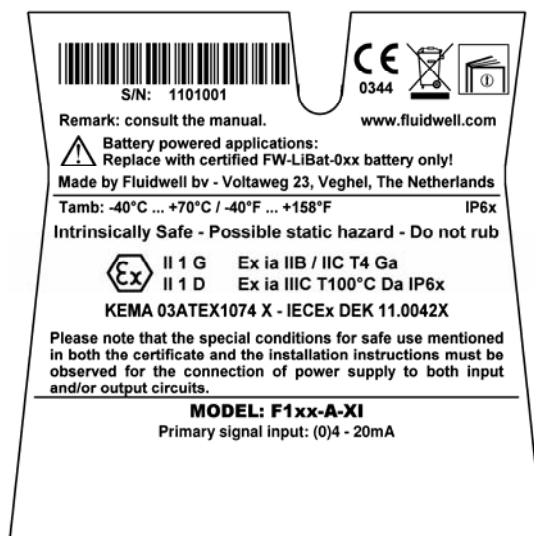 CE
0344
S/N: 1101001
Remark: consult the manual. www.fluidwell.com
Battery powered applications:
Replace with certified FW-LiBat-0xx battery only!
Made by Fluidwell bv - Voltaweg 23, Veghel, The Netherlands
Tamb: -40°C ... +70°C / -40°F ... +158°F IP6x
Intrinsically Safe - Possible static hazard - Do not rub
Ex II 1 G Ex ia IIB / IIC T4 Ga
II 1 D Ex ia IIIC T100°C Da IP6x
KEMA 03ATEX1074 X - IECEx DEK 11.0042X
Please note that the special conditions for safe use mentioned
in both the certificate and the installation instructions must be
observed for the connection of power supply to both input
and/or output circuits.
MODEL: F1xx-A-XI
Primary signal input: (0)4 - 20mA